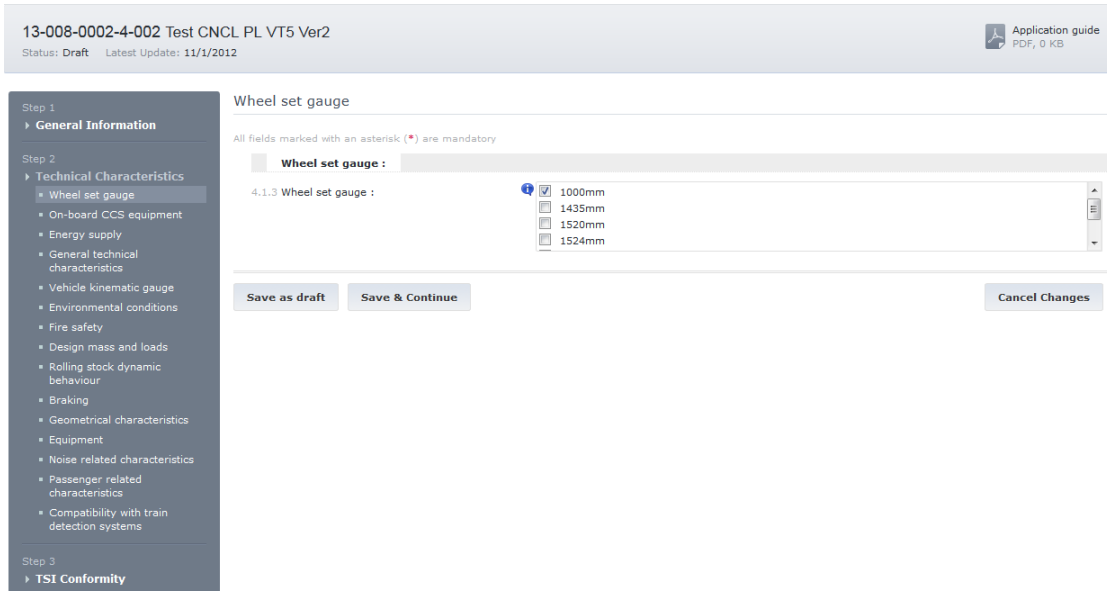 13-008-0002-4-002 Test CNCL PL VT5 Ver2
Status: Draft Latest Update: 11/1/2012
Application guide
PDF, 0 KB
Step 1
General Information
Step 2
Technical Characteristics
Wheel set gauge
On-board CCS equipment
Energy supply
General technical
characteristics
Vehicle kinematic gauge
Environmental conditions
Fire safety
Design mass and loads
Rolling stock dynamic
behaviour
Braking
Geometrical characteristics
Equipment
Noise related characteristics
Passenger related
characteristics
Compatibility with train
detection systems
Step 3
TSI Conformity
Wheel set gauge
All fields marked with an asterisk (*) are mandatory
Wheel set gauge :
4.1.3 Wheel set gauge :
1000mm
1435mm
1520mm
1524mm
Save as draft Save & Continue Cancel Changes